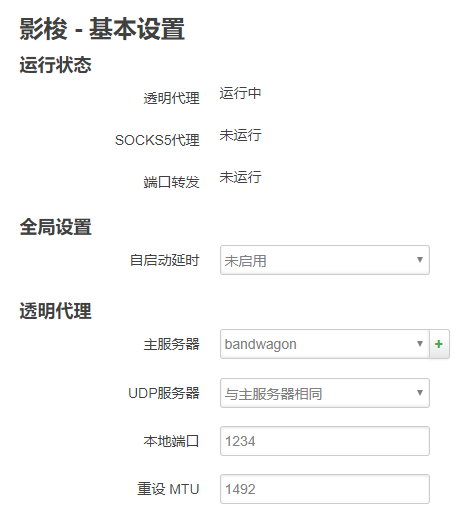 影梭 - 基本设置
运行状态
透明代理 运行中
SOCKS5代理 未运行
端口转发 未运行
全局设置
自启动延时 未启用
透明代理
主服务器 bandwagon +
UDP服务器 与主服务器相同
本地端口 1234
重设 MTU 1492